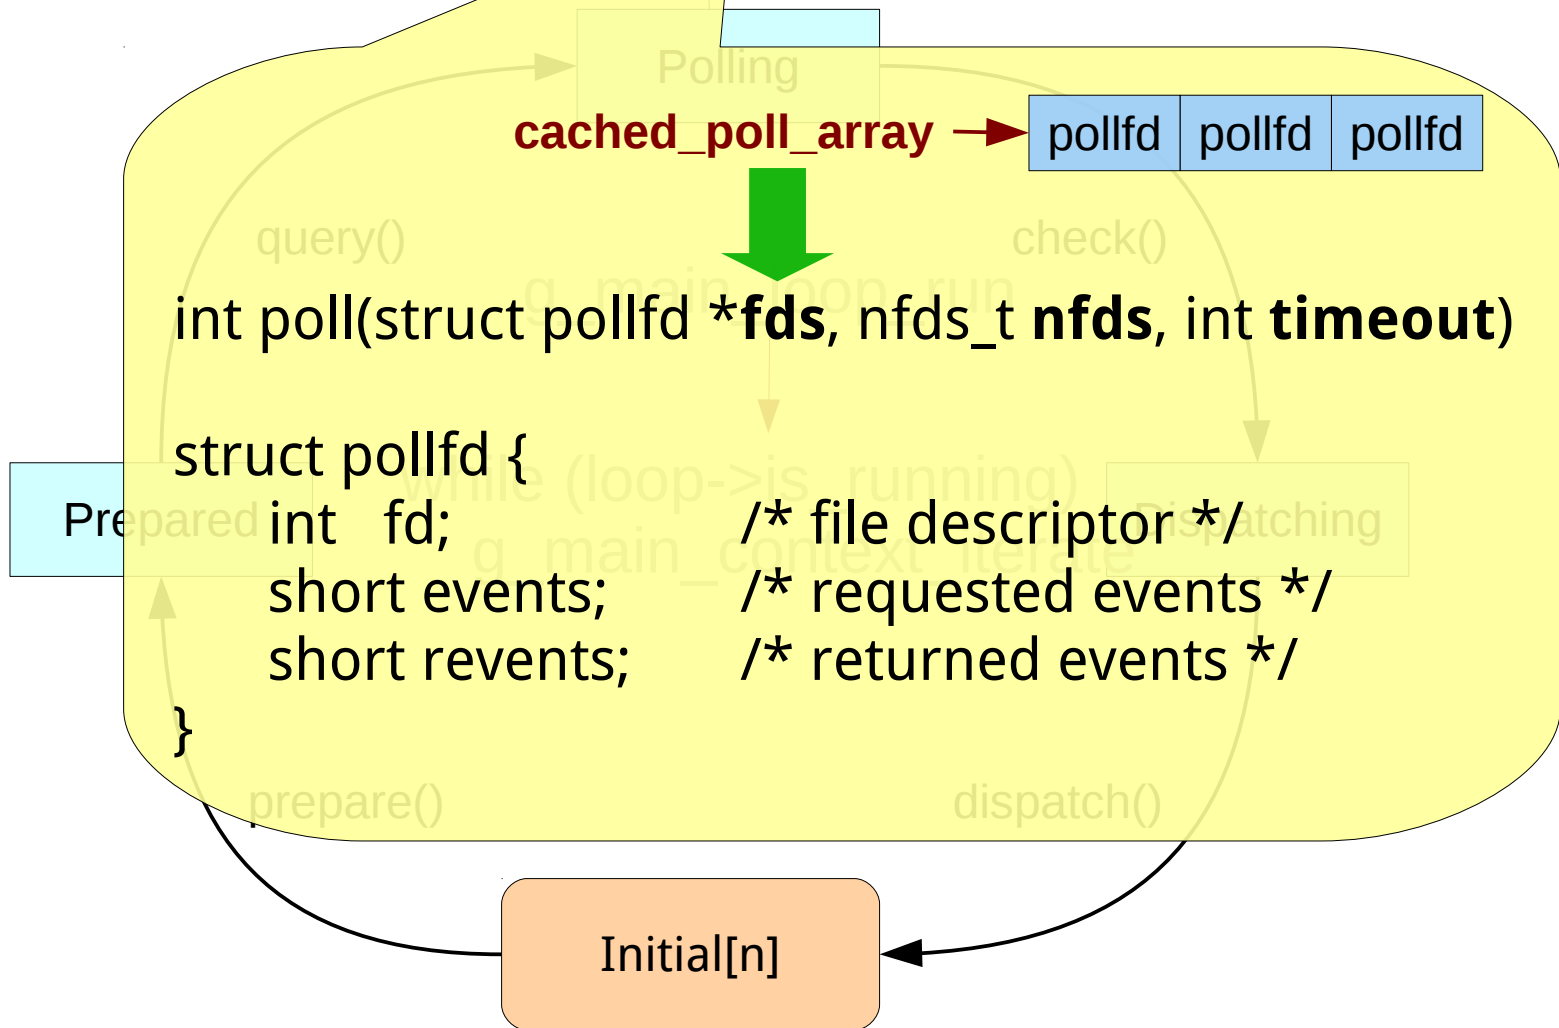 Polling
cached_poll_array
pollfd pollfd pollfd
query()
check()
g_main_loop_run
int poll(struct pollfd *fds, nfds_t nfds, int timeout)
struct pollfd {
while (loop->is_running)
Prepared
int fd; /* file descriptor */
Dispatching
g_main_context_iterate
short events; /* requested events */
short revents; /* returned events */
}
prepare()
dispatch()
Initial[n]